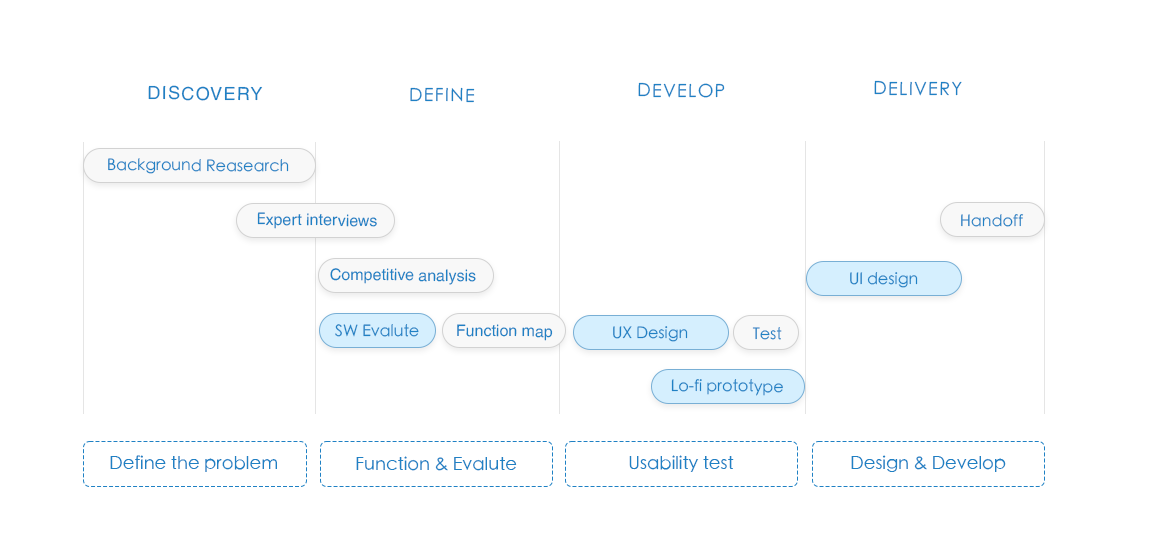 DISCOVERY
DEFINE
DEVELOP
DELIVERY
Background Reasearch
Expert interviews
Handoff
Competitive analysis
UI design
SW Evalute
Function map
UX Design
Test
Lo-fi prototype
Define the problem
Function & Evalute
Usability test
Design & Develop